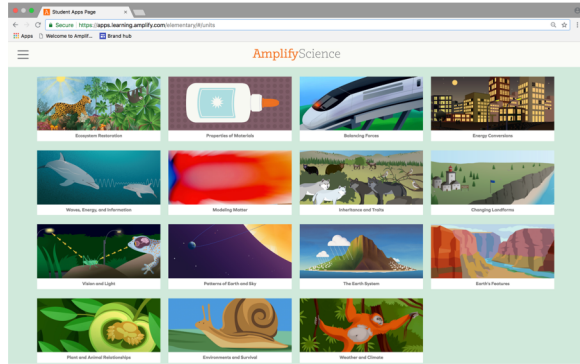 Student Apps Page
Secure https://apps.learning.amplify.com/elementary/#/units
Apps Welcome to Amplif... Brand hub
AmplifyScience
Ecosystem Restoration Properties of Materials Balancing Forces Energy Conversions
Waves, Energy, and Information Modeling Matter Inheritance and Traits Changing Landforms
Vision and Light Patterns of Earth and Sky The Earth System Earth's Features
Plant and Animal Relationships Environments and Survival Weather and Climate